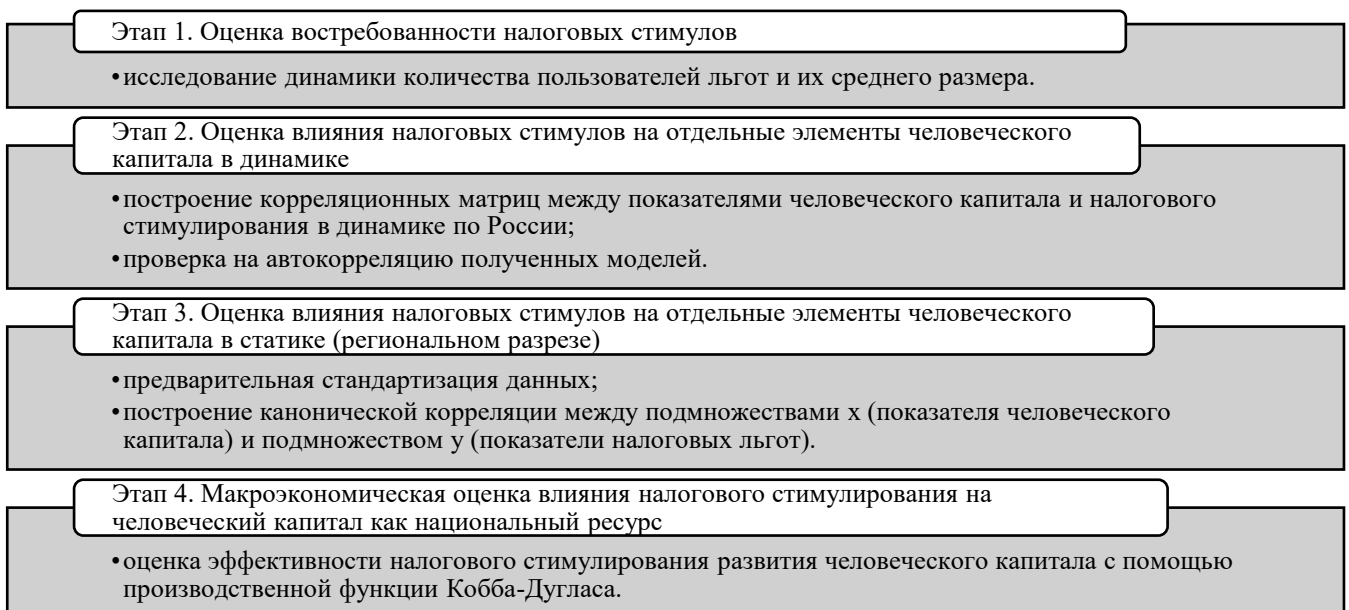 Этап 1. Оценка востребованности налоговых стимулов
•исследование динамики количества пользователей льгот и их среднего размера.
Этап 2. Оценка влияния налоговых стимулов на отдельные элементы человеческого
капитала в динамике
•построение корреляционных матриц между показателями человеческого капитала и налогового
стимулирования в динамике по России;
•проверка на автокорреляцию полученных моделей.
Этап 3. Оценка влияния налоговых стимулов на отдельные элементы человеческого
капитала в статике (региональном разрезе)
•предварительная стандартизация данных;
•построение канонической корреляции между подмножествами х (показателя человеческого
капитала) и подмножеством у (показатели налоговых льгот).
Этап 4. Макроэкономическая оценка влияния налогового стимулирования на
человеческий капитал как национальный ресурс
•оценка эффективности налогового стимулирования развития человеческого капитала с помощью
производственной функции Кобба-Дугласа.